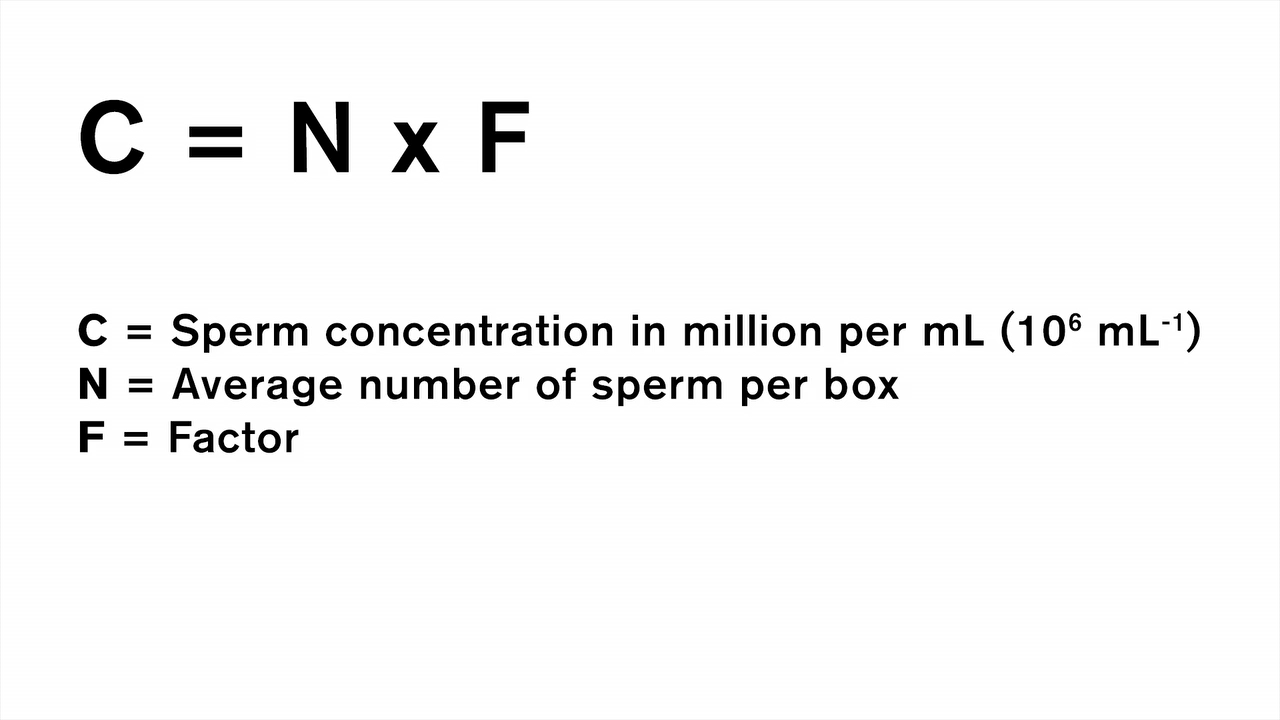 C = N x F
C = Sperm concentration in million per mL (10⁶ mL⁻¹)
N = Average number of sperm per box
F = Factor